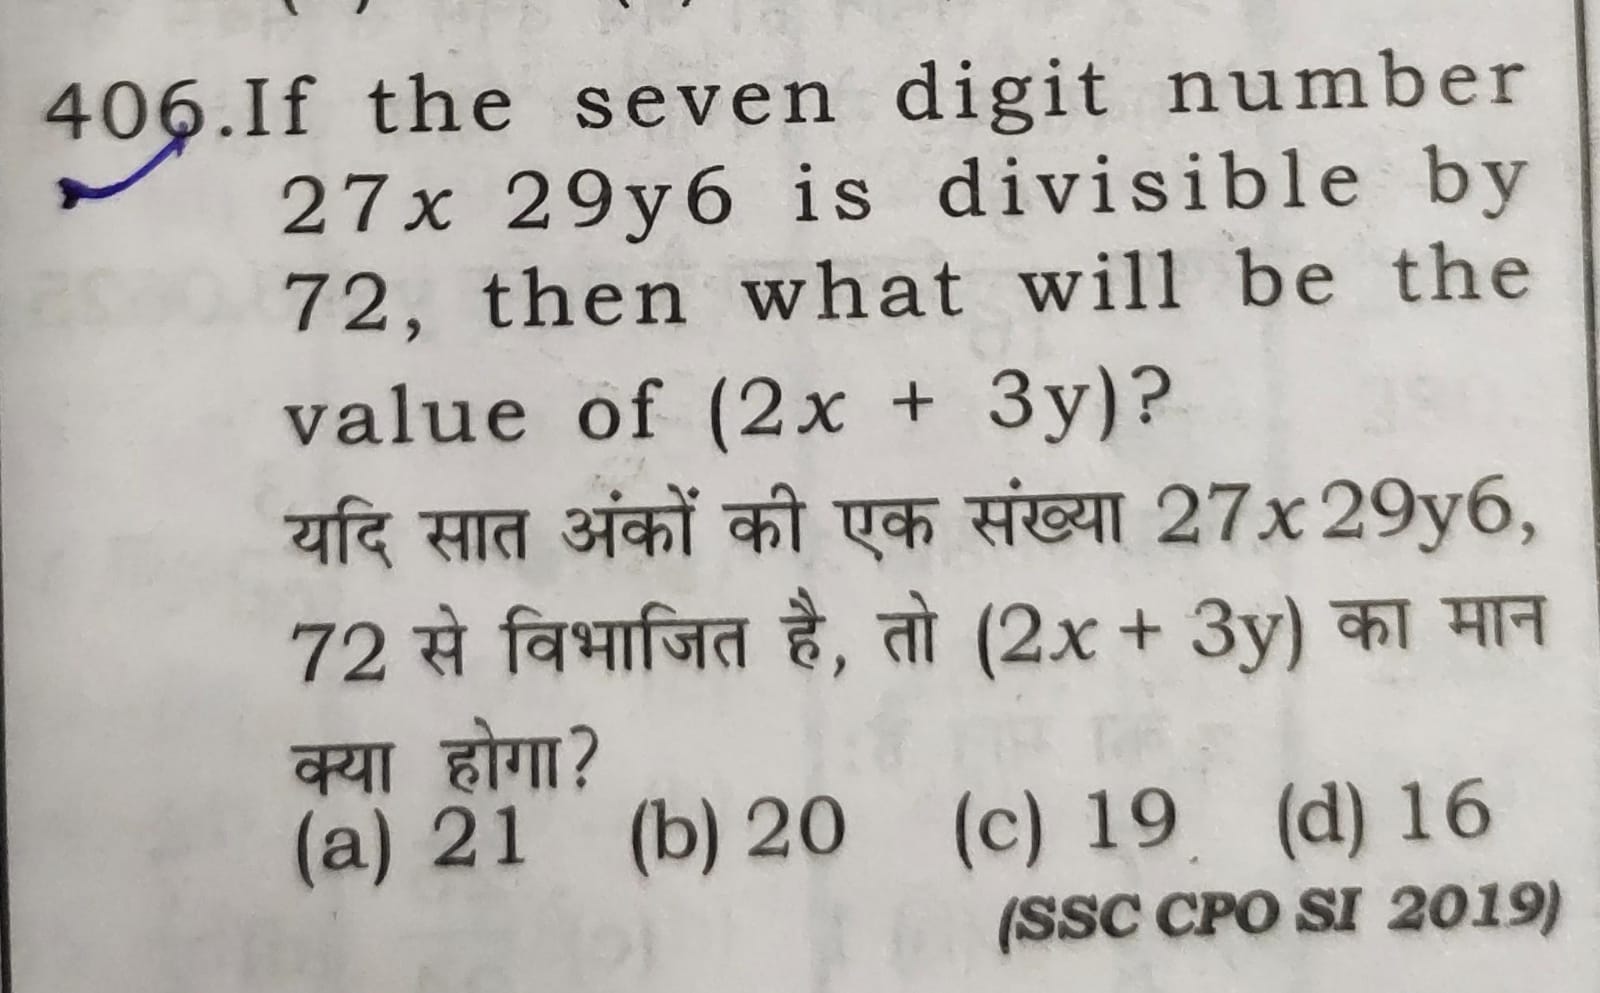 406.If the seven digit number
27x 29y6 is divisible by
72, then what will be the
value of (2x + 3y)?
यदि सात अंकों की एक संख्या 27x29y6,
72 से विभाजित है, तो (2x + 3y) का मान
क्या होगा?
(a) 21 (b) 20 (c) 19 (d) 16
(SSC CPO SI 2019)